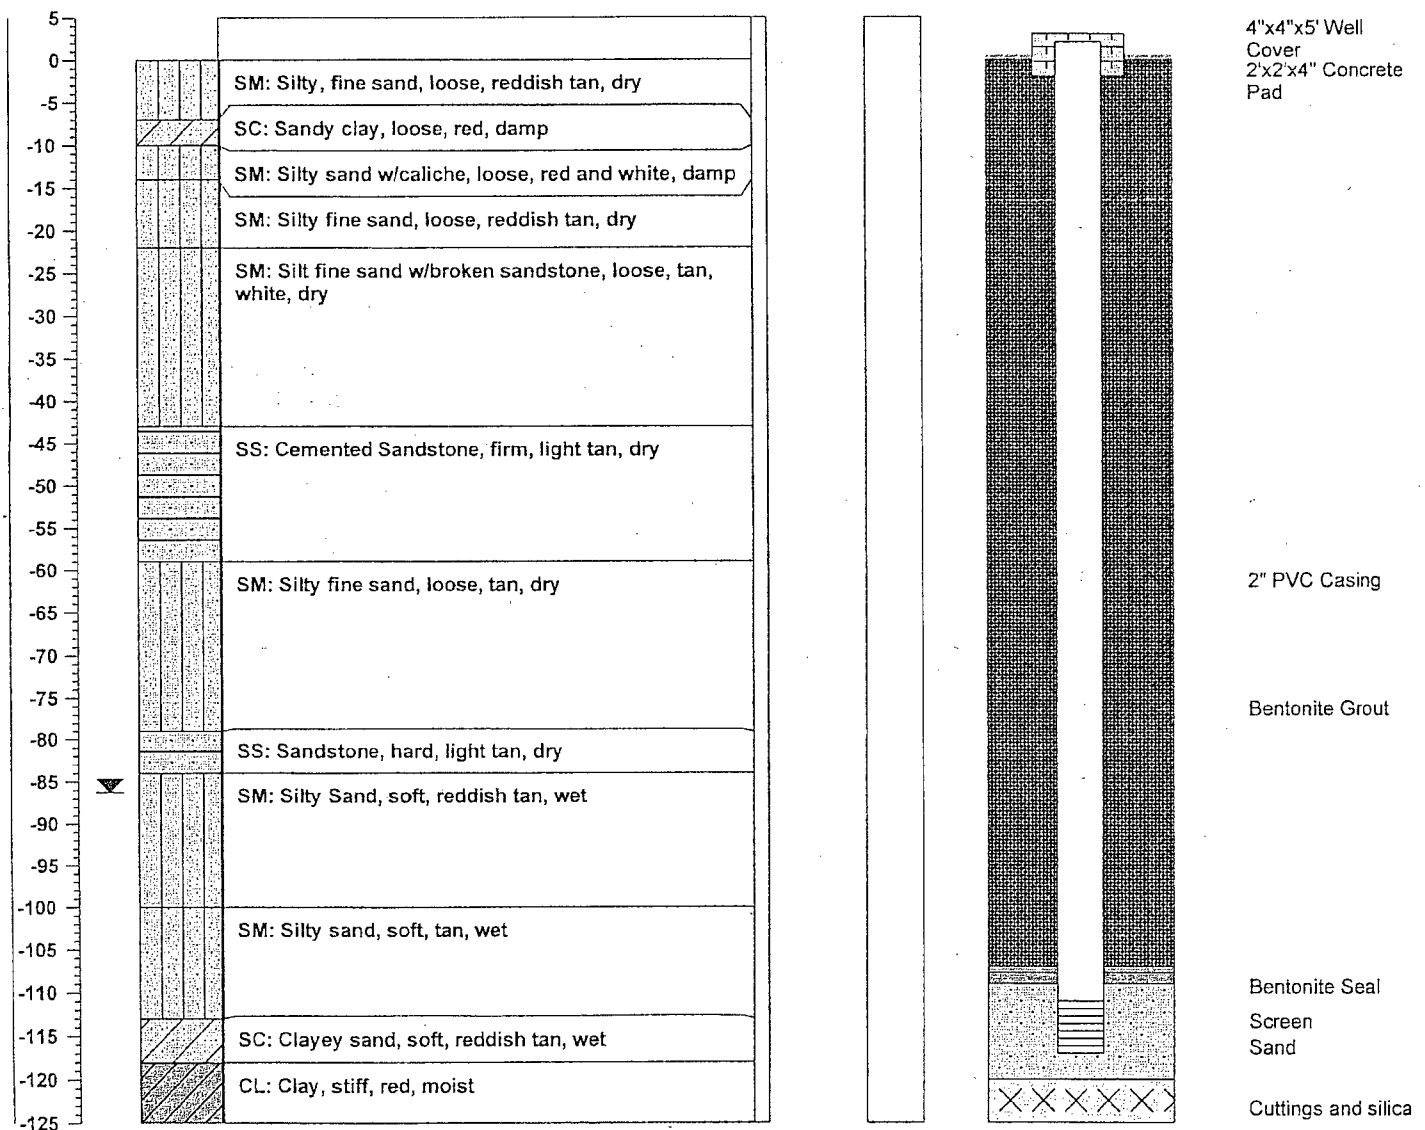 5
0
-5
-10
-15
-20
-25
-30
-35
-40
-45
-50
-55
-60
-65
-70
-75
-80
-85
-90
-95
-100
-105
-110
-115
-120
-125
SM: Silty, fine sand, loose, reddish tan, dry
SC: Sandy clay, loose, red, damp
SM: Silty sand w/caliche, loose, red and white, damp
SM: Silty fine sand, loose, reddish tan, dry
SM: Silt fine sand w/broken sandstone, loose, tan,
white, dry
SS: Cemented Sandstone, firm, light tan, dry
SM: Silty fine sand, loose, tan, dry
SS: Sandstone, hard, light tan, dry
SM: Silty Sand, soft, reddish tan, wet
SM: Silty sand, soft, tan, wet
SC: Clayey sand, soft, reddish tan, wet
CL: Clay, stiff, red, moist
4"x4"x5' Well
Cover
2'x2'x4" Concrete
Pad
2" PVC Casing
Bentonite Grout
Bentonite Seal
Screen
Sand
Cuttings and silica